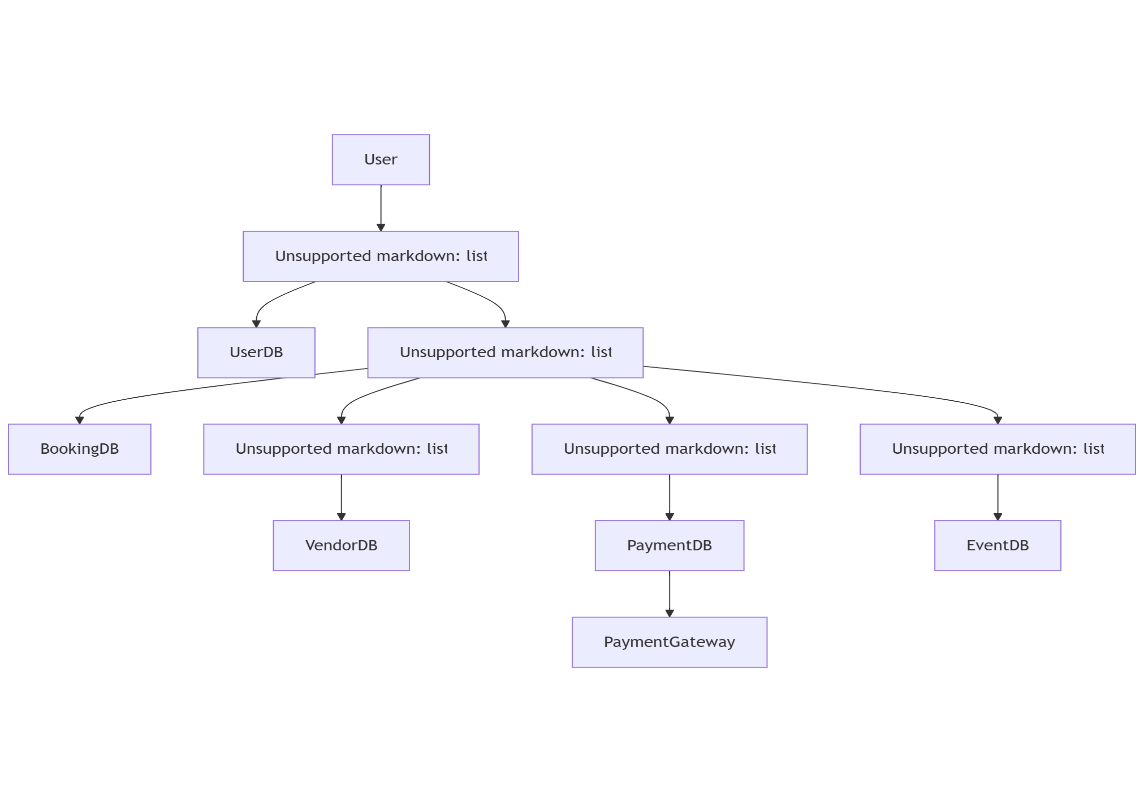 User
Unsupported markdown: list
UserDB
Unsupported markdown: list
BookingDB
Unsupported markdown: list
Unsupported markdown: list
Unsupported markdown: list
VendorDB
PaymentDB
EventDB
PaymentGateway